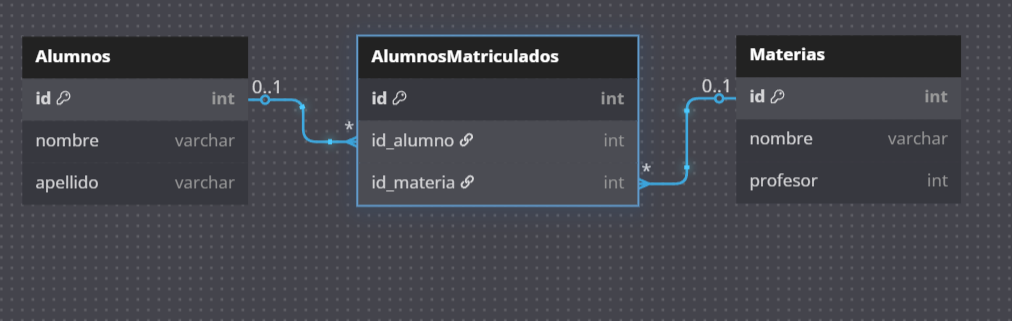 Alumnos
id int
nombre varchar
apellido varchar
0..1
*
AlumnosMatriculados
id int
id_alumno int
id_materia int
*
0..1
Materias
id int
nombre varchar
profesor int